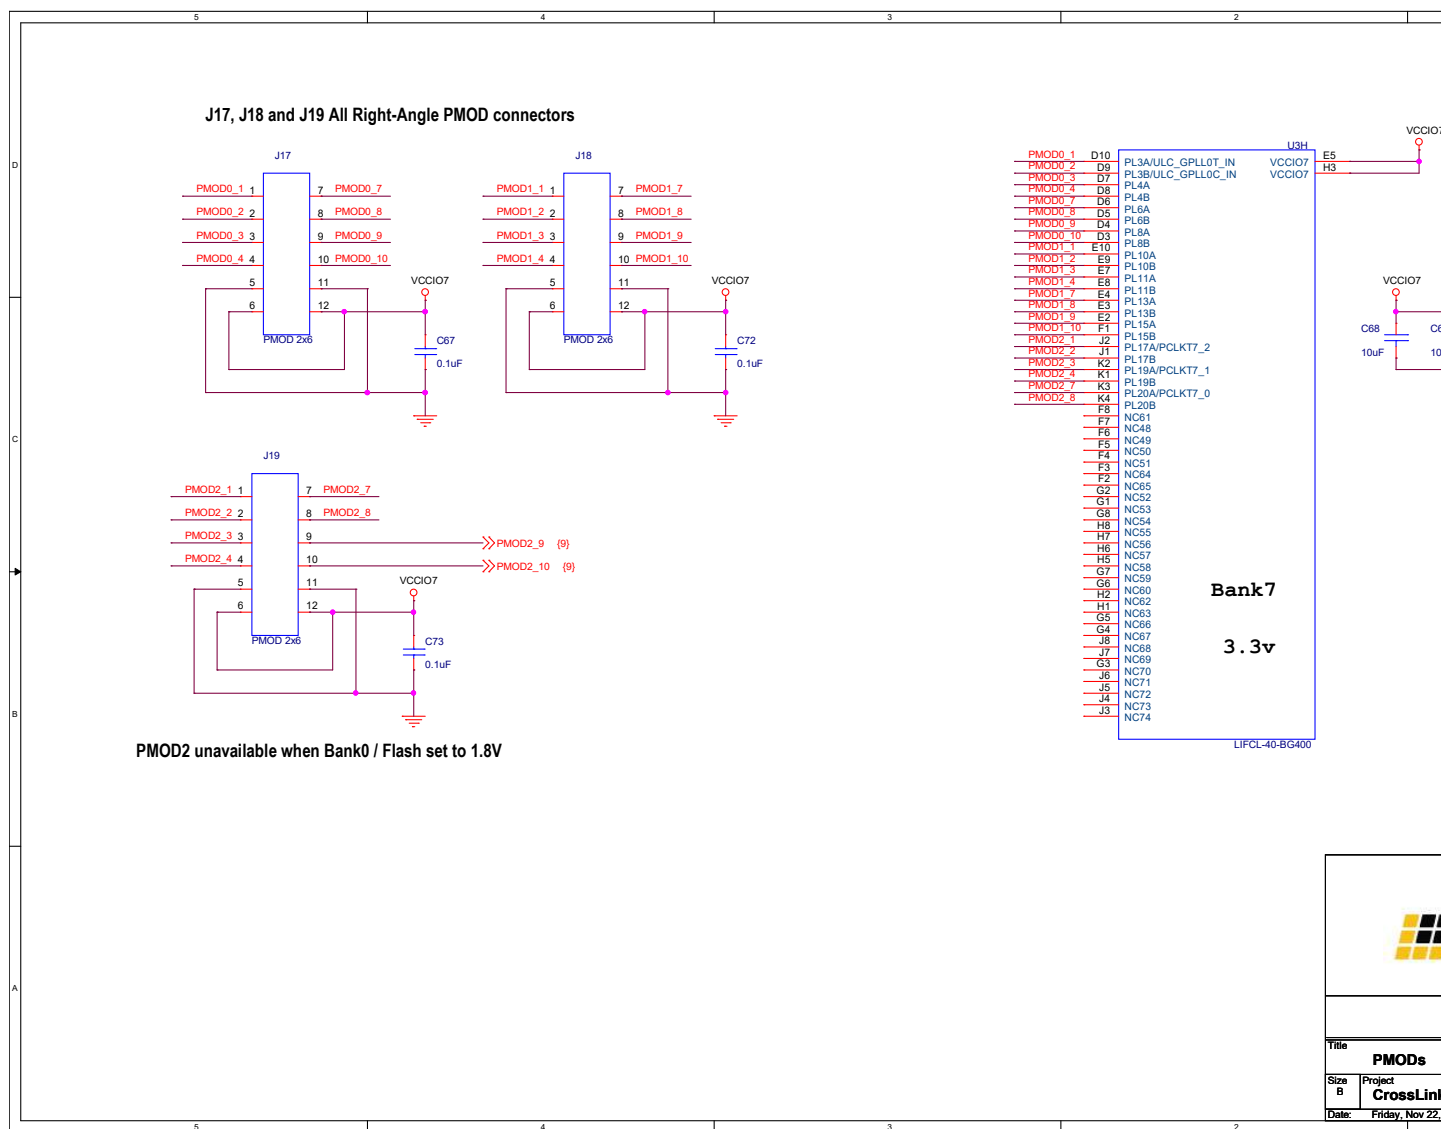 5 4 3 2
J17, J18 and J19 All Right-Angle PMOD connectors
D
C
B
A
J17
PMOD0_1 1 7 PMOD0_7
PMOD0_2 2 8 PMOD0_8
PMOD0_3 3 9 PMOD0_9
PMOD0_4 4 10 PMOD0_10
5 11
6 12
PMOD 2x6
VCCIO7
C67
0.1uF
J18
PMOD1_1 1 7 PMOD1_7
PMOD1_2 2 8 PMOD1_8
PMOD1_3 3 9 PMOD1_9
PMOD1_4 4 10 PMOD1_10
5 11
6 12
PMOD 2x6
VCCIO7
C72
0.1uF
J19
PMOD2_1 1 7 PMOD2_7
PMOD2_2 2 8 PMOD2_8
PMOD2_3 3 9 PMOD2_9 {9}
PMOD2_4 4 10 PMOD2_10 {9}
5 11
6 12
PMOD 2x6
VCCIO7
C73
0.1uF
PMOD2 unavailable when Bank0 / Flash set to 1.8V
U3H
PMOD0_1 D10 PL3A/ULC_GPLL0T_IN VCCIO7 E5
PMOD0_2 D9 PL3B/ULC_GPLL0C_IN VCCIO7 H3
PMOD0_3 D7 PL4A
PMOD0_4 D8 PL4B
PMOD0_7 D6 PL6A
PMOD0_8 D5 PL6B
PMOD0_9 D4 PL8A
PMOD0_10 D3 PL8B
PMOD1_1 E10 PL10A
PMOD1_2 E9 PL10B
PMOD1_3 E7 PL11A
PMOD1_4 E8 PL11B
PMOD1_7 E4 PL13A
PMOD1_8 E3 PL13B
PMOD1_9 E2 PL15A
PMOD1_10 F1 PL15B
PMOD2_1 J2 PL17A/PCLKT7_2
PMOD2_2 J1 PL17B
PMOD2_3 K2 PL19A/PCLKT7_1
PMOD2_4 K1 PL19B
PMOD2_7 K3 PL20A/PCLKT7_0
PMOD2_8 K4 PL20B
F8 NC61
F7 NC48
F6 NC49
F5 NC50
F4 NC51
F3 NC64
F2 NC65
G2 NC52
G1 NC53
G8 NC54
H8 NC55
H7 NC56
H6 NC57
H5 NC58
G7 NC59
G6 NC60
H2 NC62
H1 NC63
G5 NC66
G4 NC67
J8 NC68
J7 NC69
G3 NC70
J6 NC71
J5 NC72
J4 NC73
J3 NC74
Bank7
3.3v
LIFCL-40-BG400
VCCIO7
VCCIO7
C68
10uF
Title
PMODs
Size
B
Project
CrossLink
Date: Friday, Nov 22,
5 4 3 2